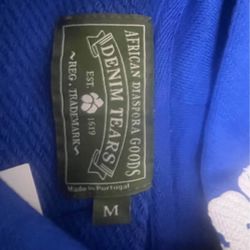 AFRICAN DIASPORA GOODS
DENIM TEARS
EST. 1619
~REG. TRADEMARK~
Made in Portugal
M